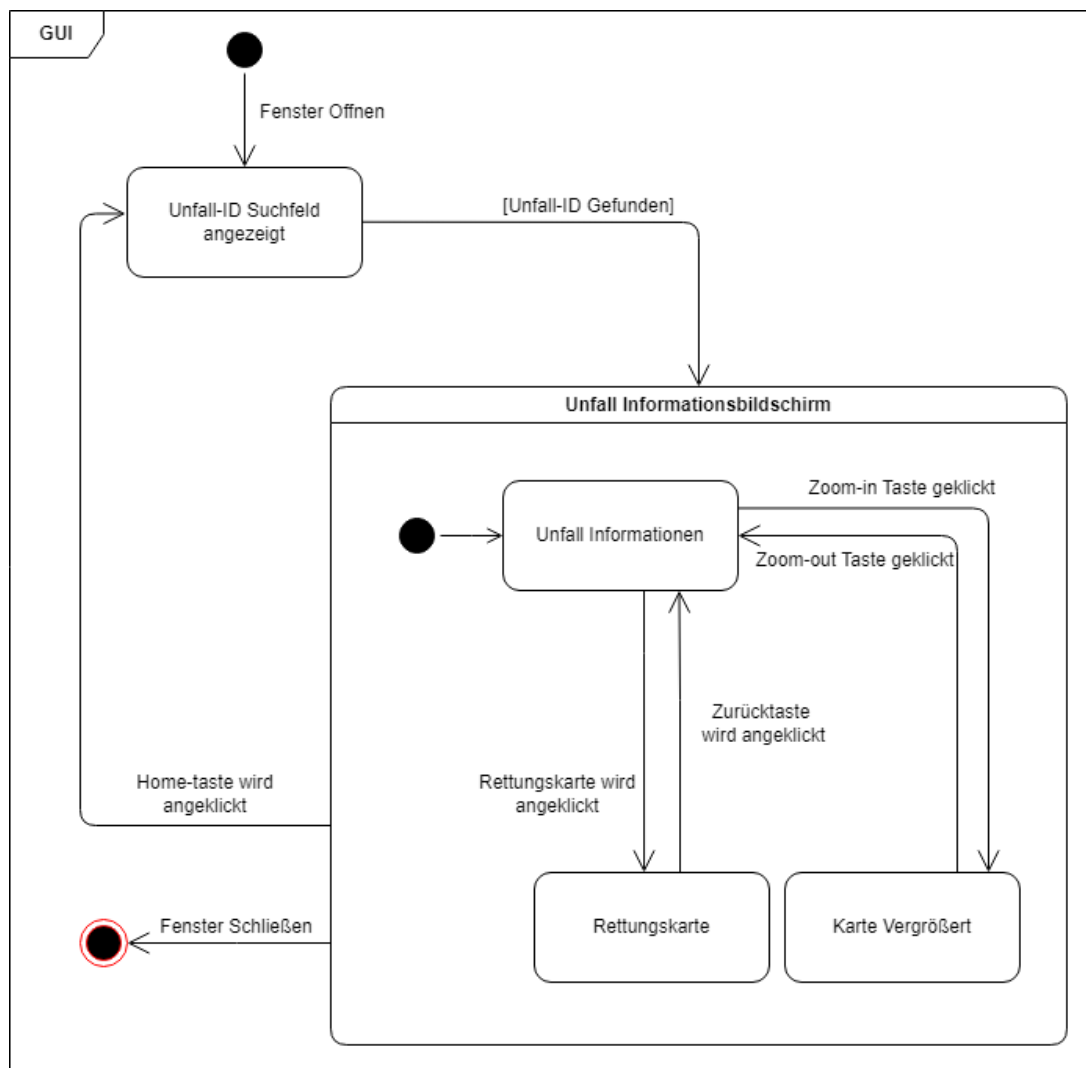 GUI
Fenster Öffnen
Unfall-ID Suchfeld
angezeigt
[Unfall-ID Gefunden]
Unfall Informationsbildschirm
Zoom-in Taste geklickt
Unfall Informationen
Zoom-out Taste geklickt
Zurücktaste
wird angeklickt
Home-taste wird
angeklickt
Rettungskarte wird
angeklickt
Fenster Schließen
Rettungskarte
Karte Vergrößert